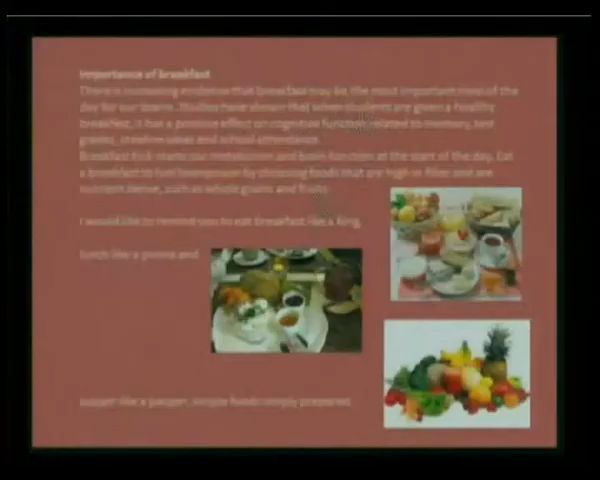 Importance of breakfast
There is increasing evidence that breakfast may be the most important meal of the
day for our brains. Studies have shown that when students are given a healthy
breakfast, it has a positive effect on cognitive function related to memory, test
grades, creative ideas and school attendance.
Breakfast kick starts our metabolism and brain function at the start of the day. Eat
a breakfast to fuel brainpower by choosing foods that are high in fiber and are
nutrient dense, such as whole grains and fruits.
I would like to remind you to eat breakfast like a king,
lunch like a prince and
supper like a pauper, simple foods simply prepared.